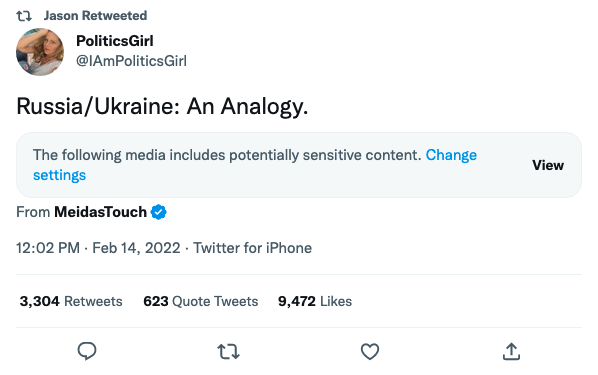 Jason Retweeted
PoliticsGirl
@IAmPoliticsGirl
Russia/Ukraine: An Analogy.
The following media includes potentially sensitive content. Change
settings
View
From MeidasTouch
12:02 PM · Feb 14, 2022 · Twitter for iPhone
3,304 Retweets 623 Quote Tweets 9,472 Likes